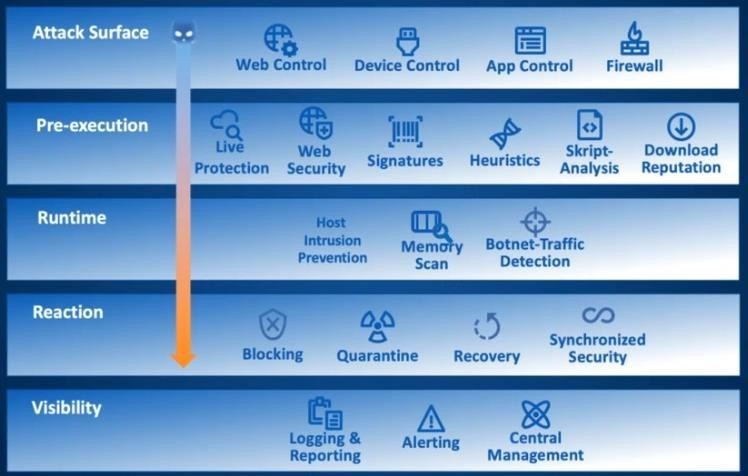 Attack Surface
Web Control
Device Control
App Control
Firewall
Pre-execution
Live
Protection
Web
Security
Signatures
Heuristics
Skript-
Analysis
Download
Reputation
Runtime
Host
Intrusion
Prevention
Memory
Scan
Botnet-Traffic
Detection
Reaction
Blocking
Quarantine
Recovery
Synchronized
Security
Visibility
Logging &
Reporting
Alerting
Central
Management